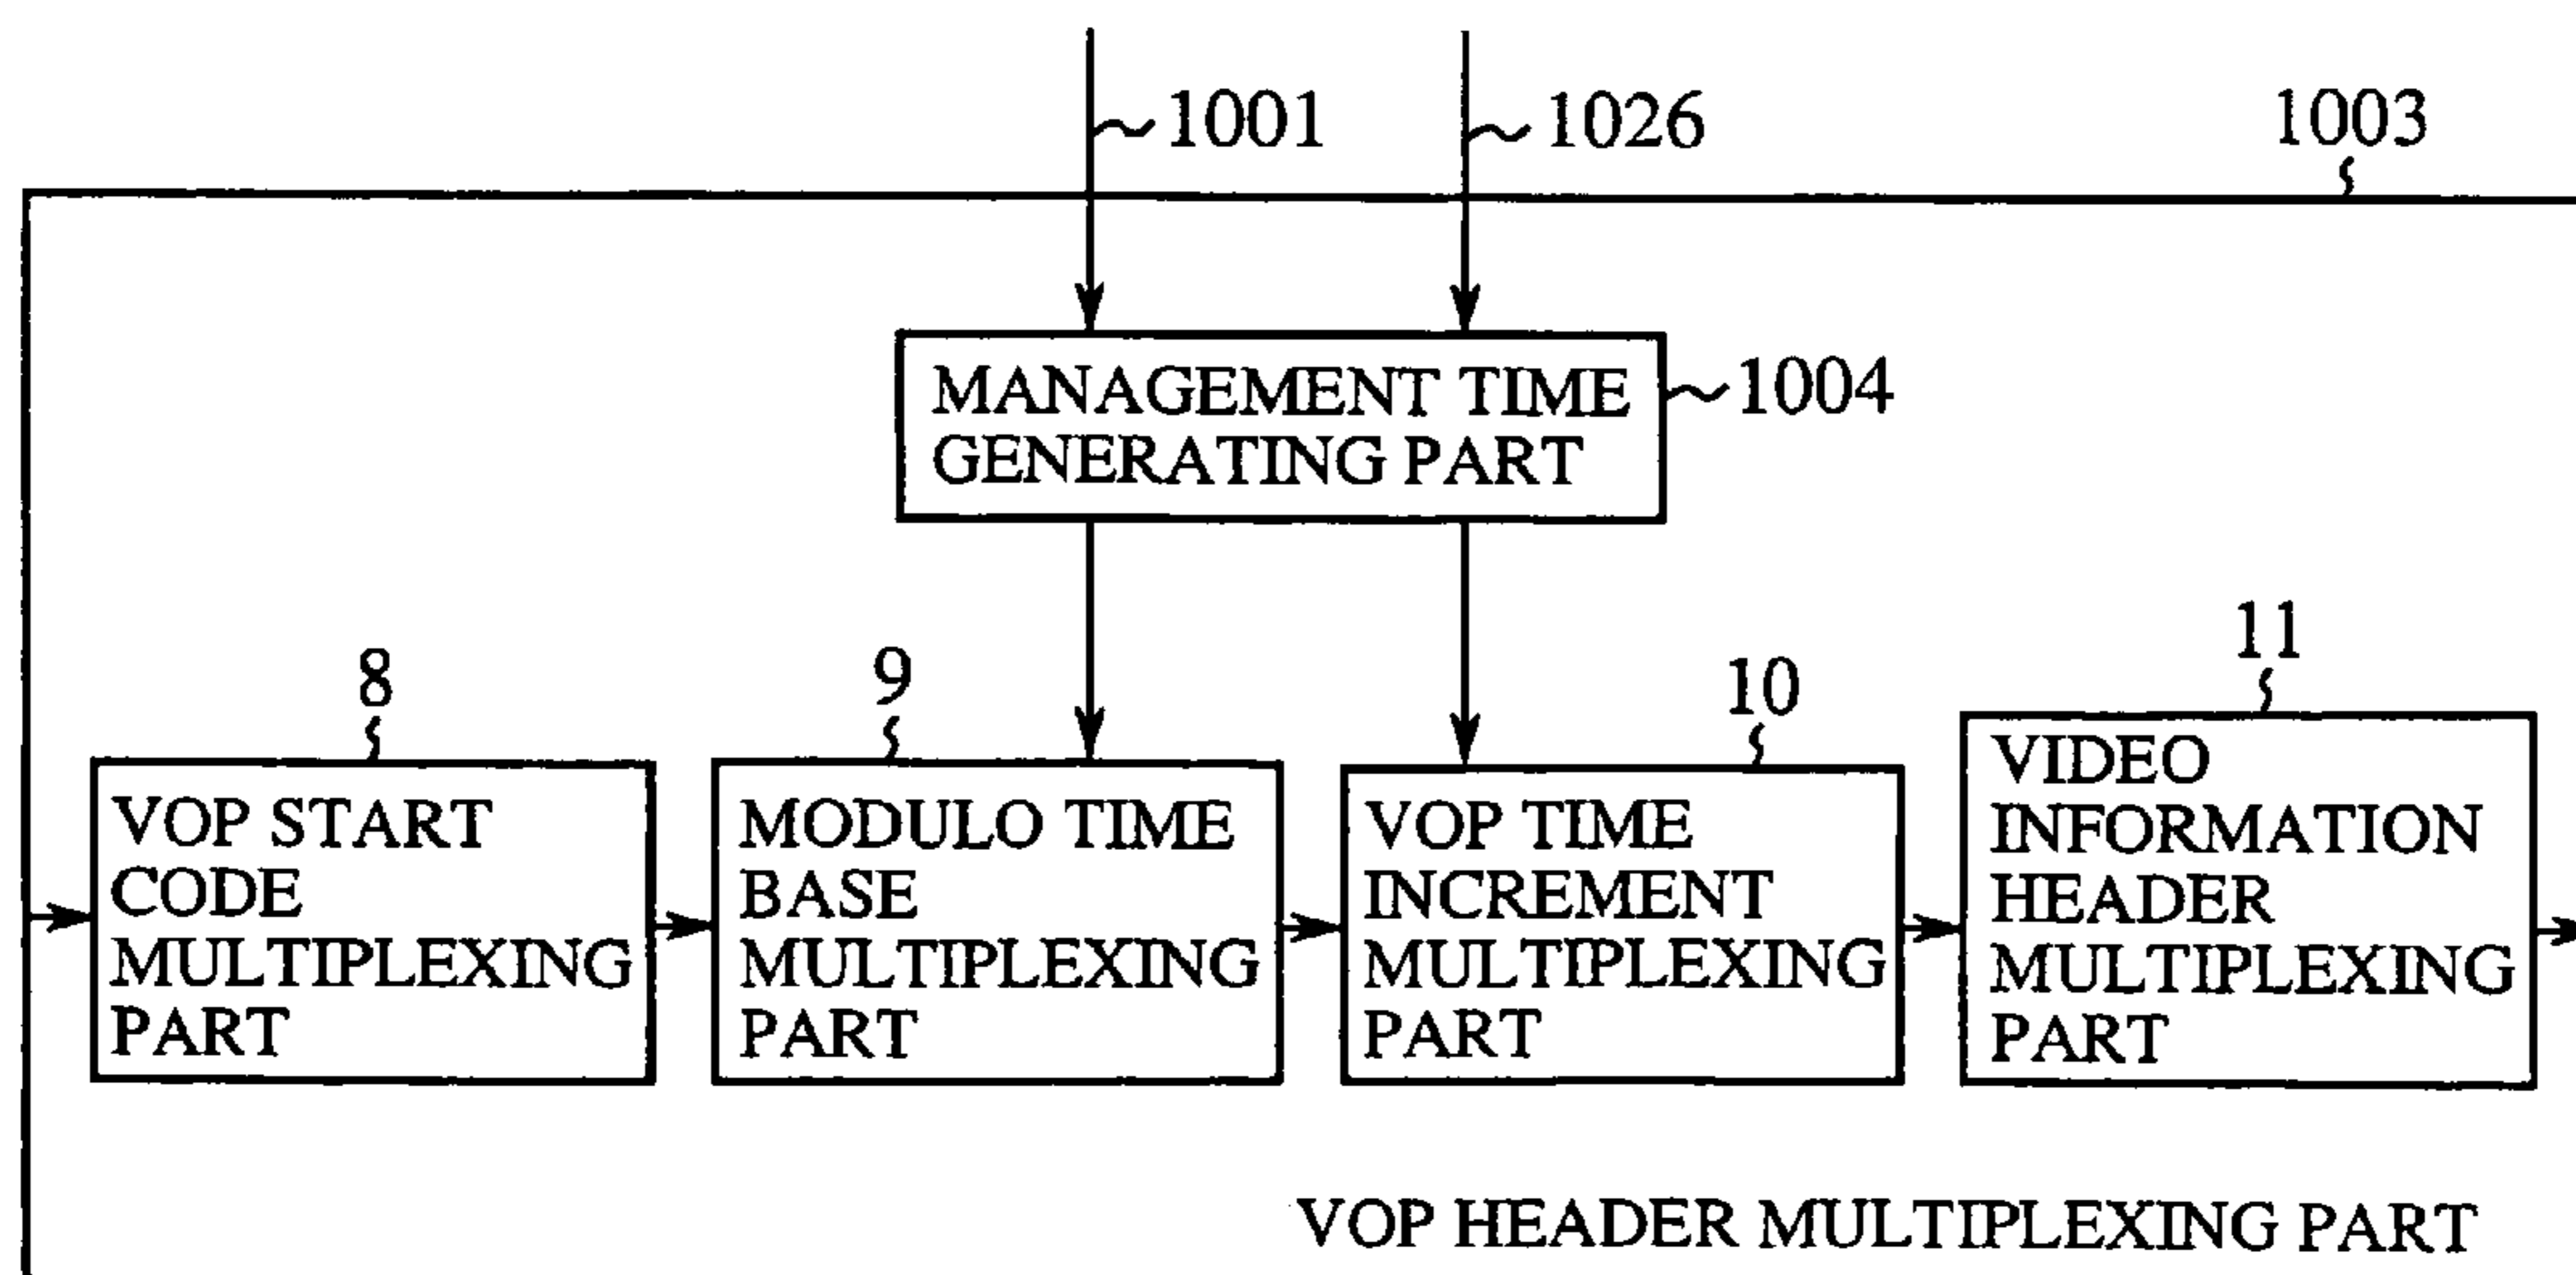 1001
1026
1003
MANAGEMENT TIME
GENERATING PART
1004
8
9
10
11
VOP START
CODE
MULTIPLEXING
PART
MODULO TIME
BASE
MULTIPLEXING
PART
VOP TIME
INCREMENT
MULTIPLEXING
PART
VIDEO
INFORMATION
HEADER
MULTIPLEXING
PART
VOP HEADER MULTIPLEXING PART